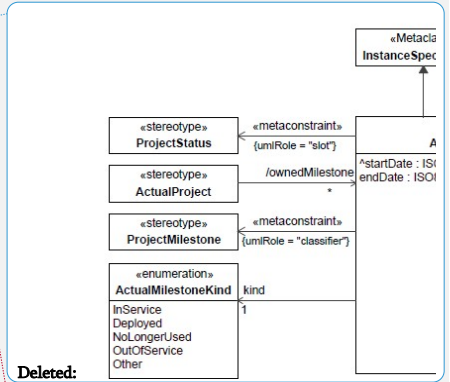 «Metacla
InstanceSpec
«stereotype»
ProjectStatus
«metaconstraint»
{umlRole = "slot"}
A
^startDate : ISO
endDate : ISO
«stereotype»
ActualProject
/ownedMilestone
*
«stereotype»
ProjectMilestone
«metaconstraint»
{umlRole = "classifier"}
«enumeration»
ActualMilestoneKind
kind
1
InService
Deployed
NoLongerUsed
OutOfService
Other
Deleted: